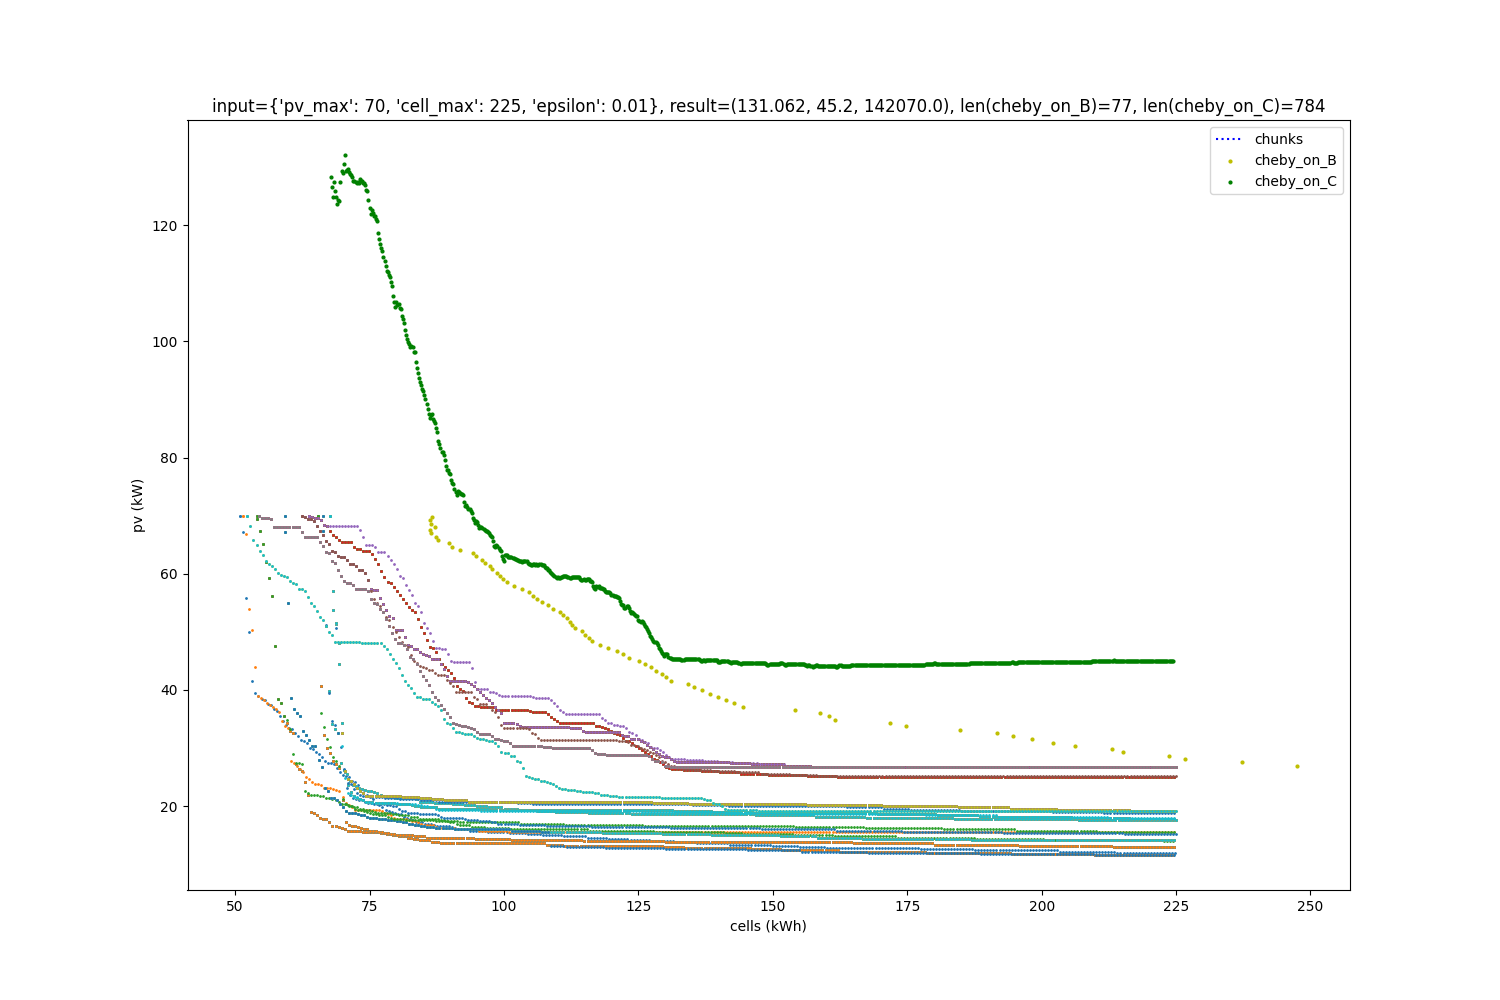 input={'pv_max': 70, 'cell_max': 225, 'epsilon': 0.01}, result=(131.062, 45.2, 142070.0), len(cheby_on_B)=77, len(cheby_on_C)=784
chunks
cheby_on_B
cheby_on_C
120
100
80
60
40
20
pv (kW)
50 75 100 125 150 175 200 225 250
cells (kWh)